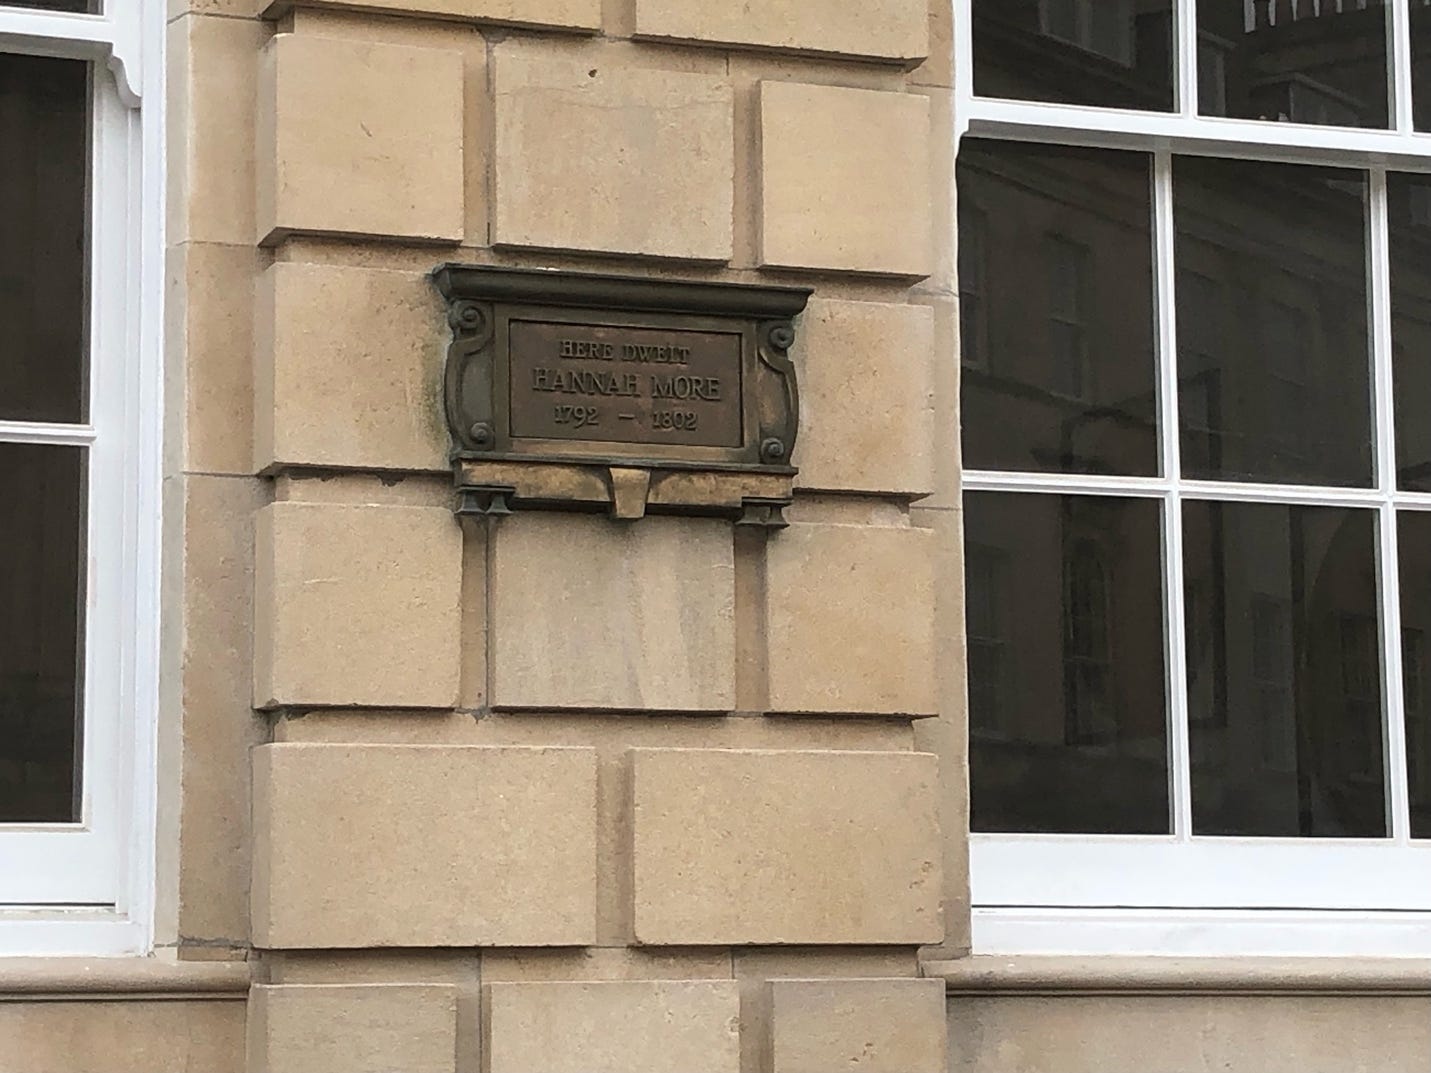 HERE DWELT
HANNAH MORE
1792 – 1802